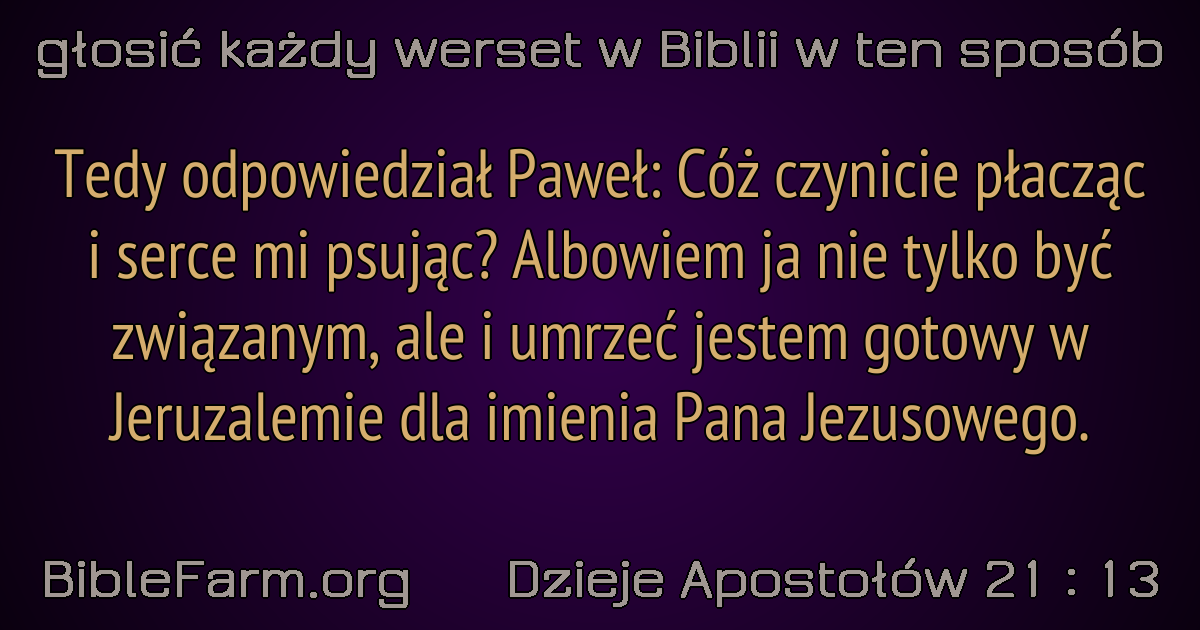 głosić każdy werset w Biblii w ten sposób
Tedy odpowiedział Paweł: Cóż czynicie płacząc
i serce mi psując? Albowiem ja nie tylko być
związanym, ale i umrzeć jestem gotowy w
Jeruzalemie dla imienia Pana Jezusowego.
BibleFarm.org Dzieje Apostołów 21 : 13